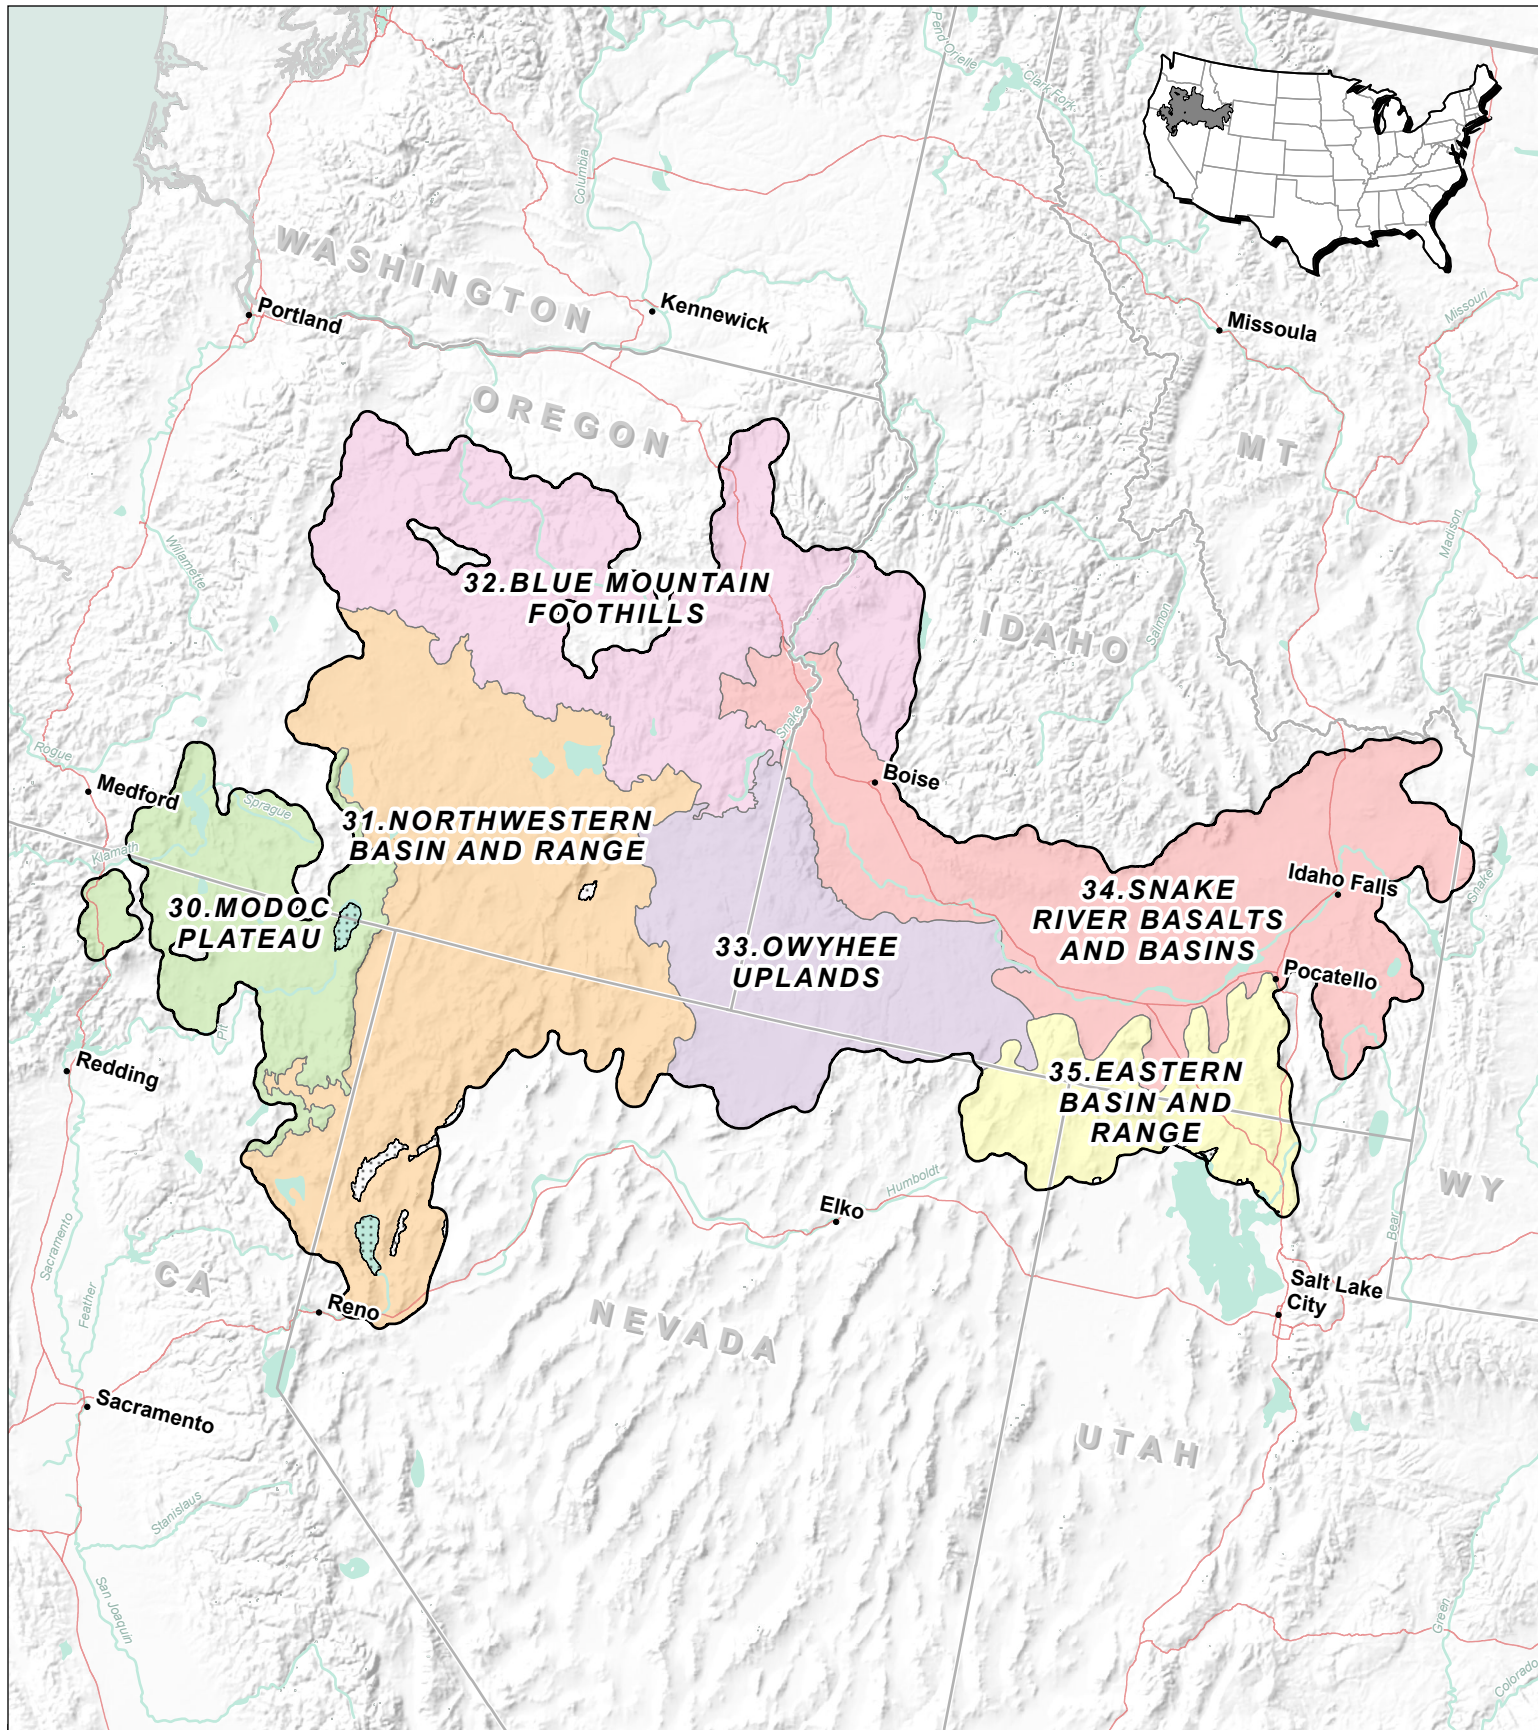 Pend Orielle
Clark Fork
Columbia
WASHINGTON
Portland
Kennewick
Missouri
Missoula
OREGON
MT
Madison
Willamette
32.BLUE MOUNTAIN
FOOTHILLS
IDAHO
Salmon
Snake
Rogue
Medford
Sprague
Boise
31.NORTHWESTERN
BASIN AND RANGE
Klamath
30.MODOC
PLATEAU
Idaho Falls
Snake
34.SNAKE
RIVER BASALTS
AND BASINS
33.OWYHEE
UPLANDS
Pocatello
Pit
Redding
35.EASTERN
BASIN AND
RANGE
WY
Humboldt
Elko
Bear
Sacramento
Feather
CA
Reno
NEVADA
Salt Lake
City
Sacramento
UTAH
Stanislaus
San Joaquin
Green
Colorado